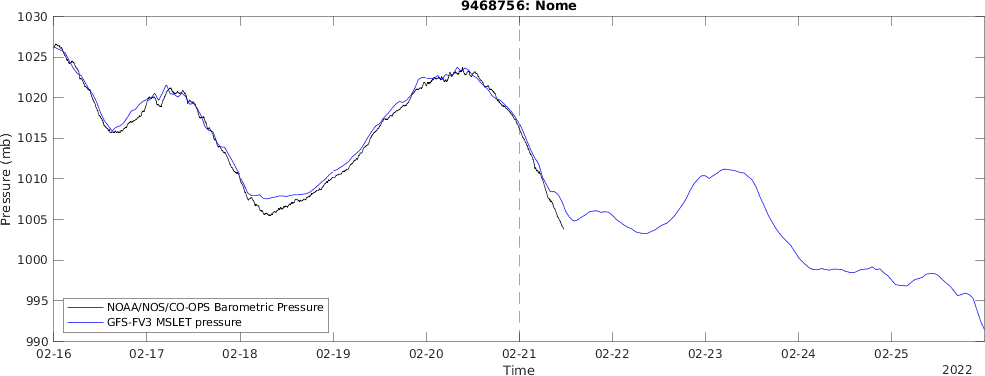 9468756: Nome
1030
1025
1020
1015
1010
1005
1000
995
990
Pressure (mb)
NOAA/NOS/CO-OPS Barometric Pressure
GFS-FV3 MSLET pressure
02-16 02-17 02-18 02-19 02-20 02-21 02-22 02-23 02-24 02-25
Time
2022